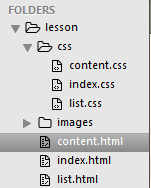 FOLDERS
lesson
css
content.css
index.css
list.css
images
content.html
index.html
list.html